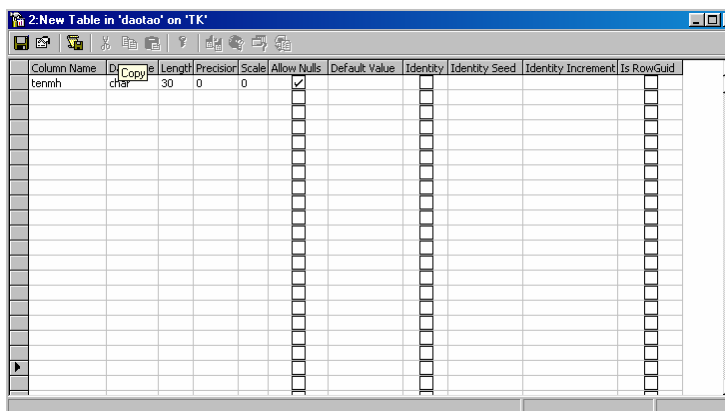 2:New Table in 'daotao' on 'TK'
Column Name Length Precision Scale Allow Nulls Default Value Identity Identity Seed Identity Increment Is RowGuid
Copy
tenmh char 30 0 0